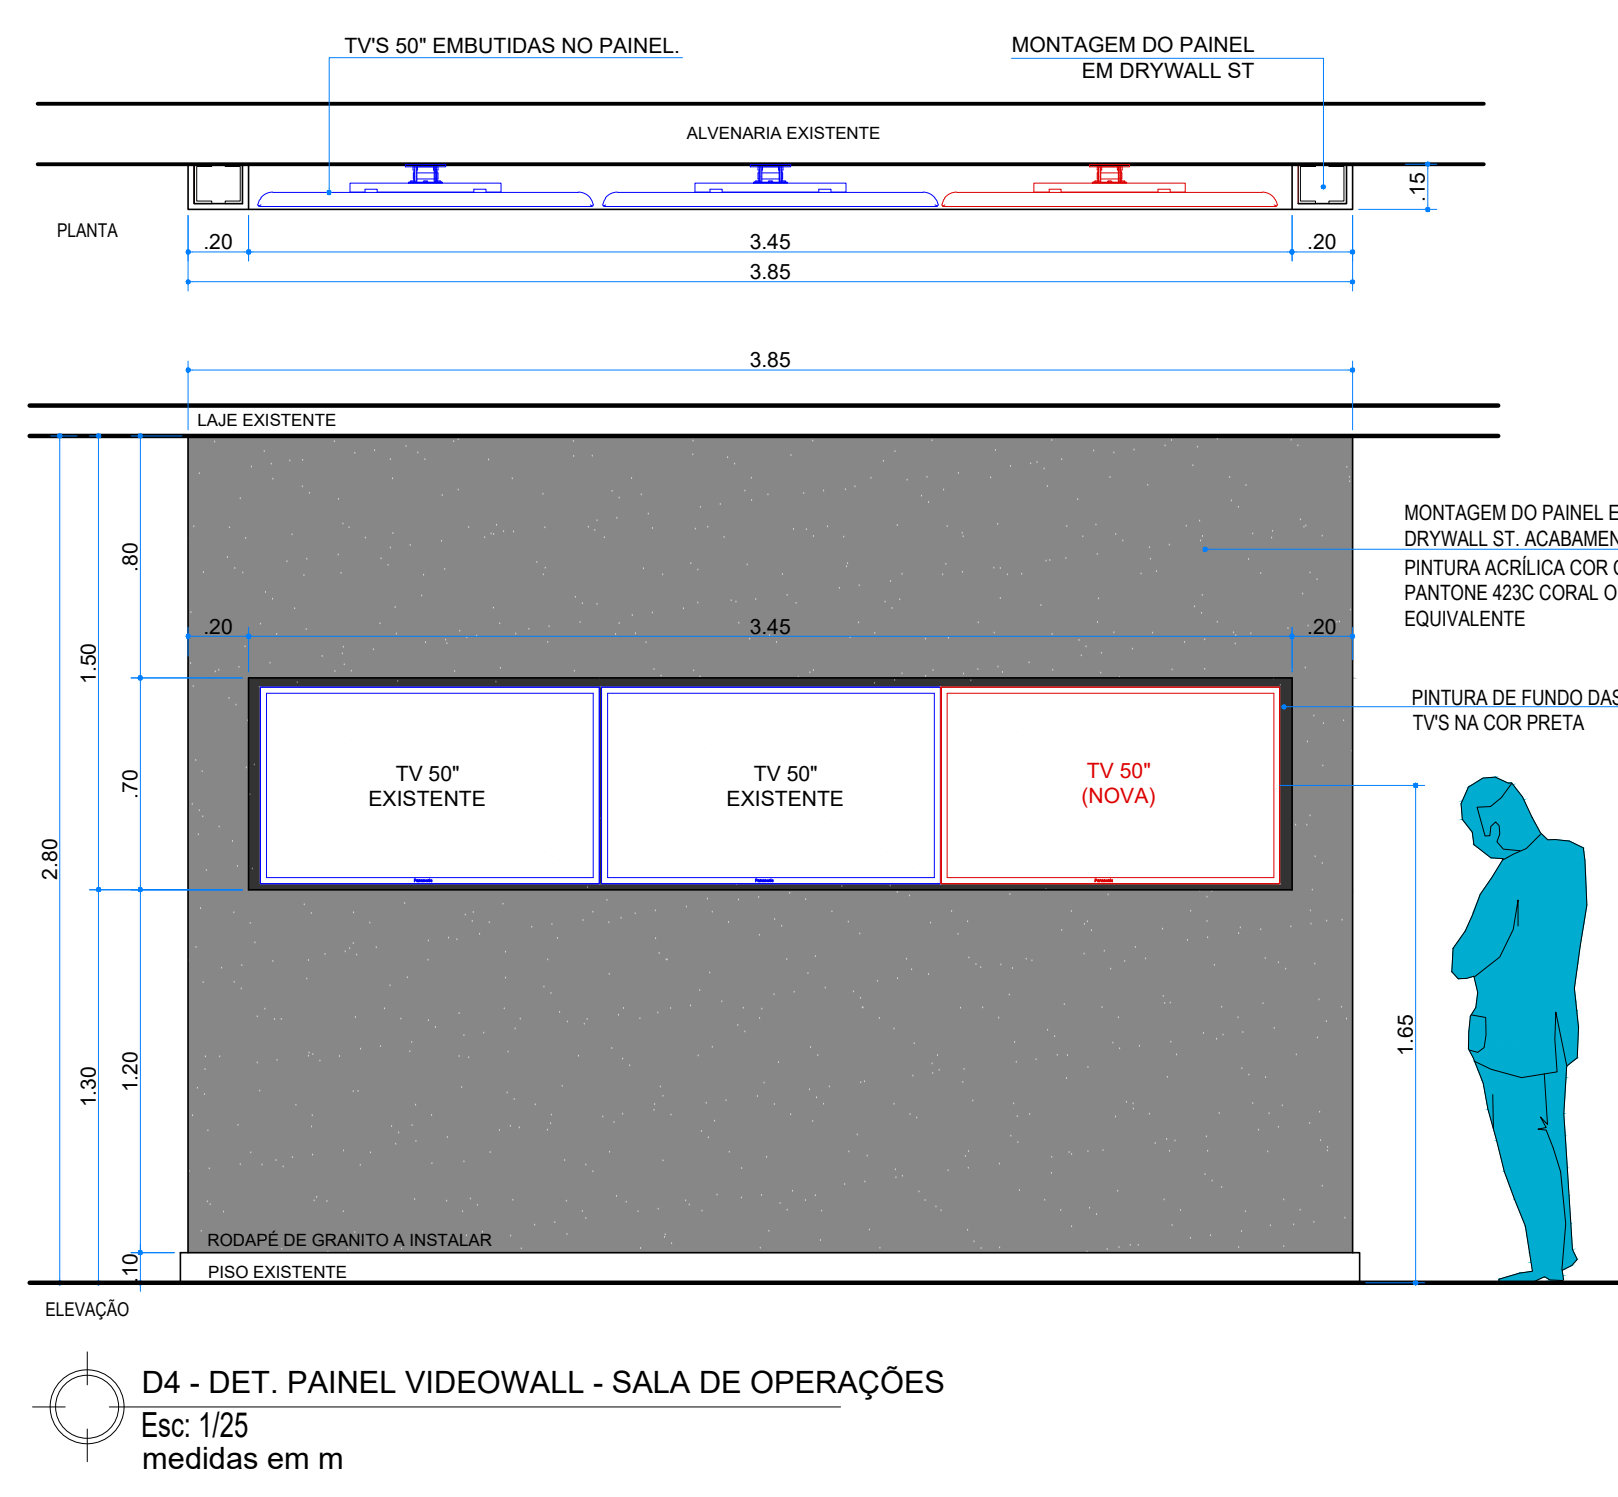 TV'S 50" EMBUTIDAS NO PAINEL.
MONTAGEM DO PAINEL
EM DRYWALL ST
ALVENARIA EXISTENTE
.15
PLANTA
.20
3.45
.20
3.85
3.85
LAJE EXISTENTE
MONTAGEM DO PAINEL E
DRYWALL ST. ACABAMEN
PINTURA ACRÍLICA COR
PANTONE 423C CORAL O
EQUIVALENTE
.80
.20
3.45
.20
1.50
PINTURA DE FUNDO DAS
TV'S NA COR PRETA
.70
TV 50"
EXISTENTE
TV 50"
EXISTENTE
TV 50"
(NOVA)
2.80
Panasonic
Panasonic
Panasonic
1.65
1.20
1.30
RODAPÉ DE GRANITO A INSTALAR
.10
PISO EXISTENTE
ELEVAÇÃO
D4 - DET. PAINEL VIDEOWALL - SALA DE OPERAÇÕES
Esc: 1/25
medidas em m